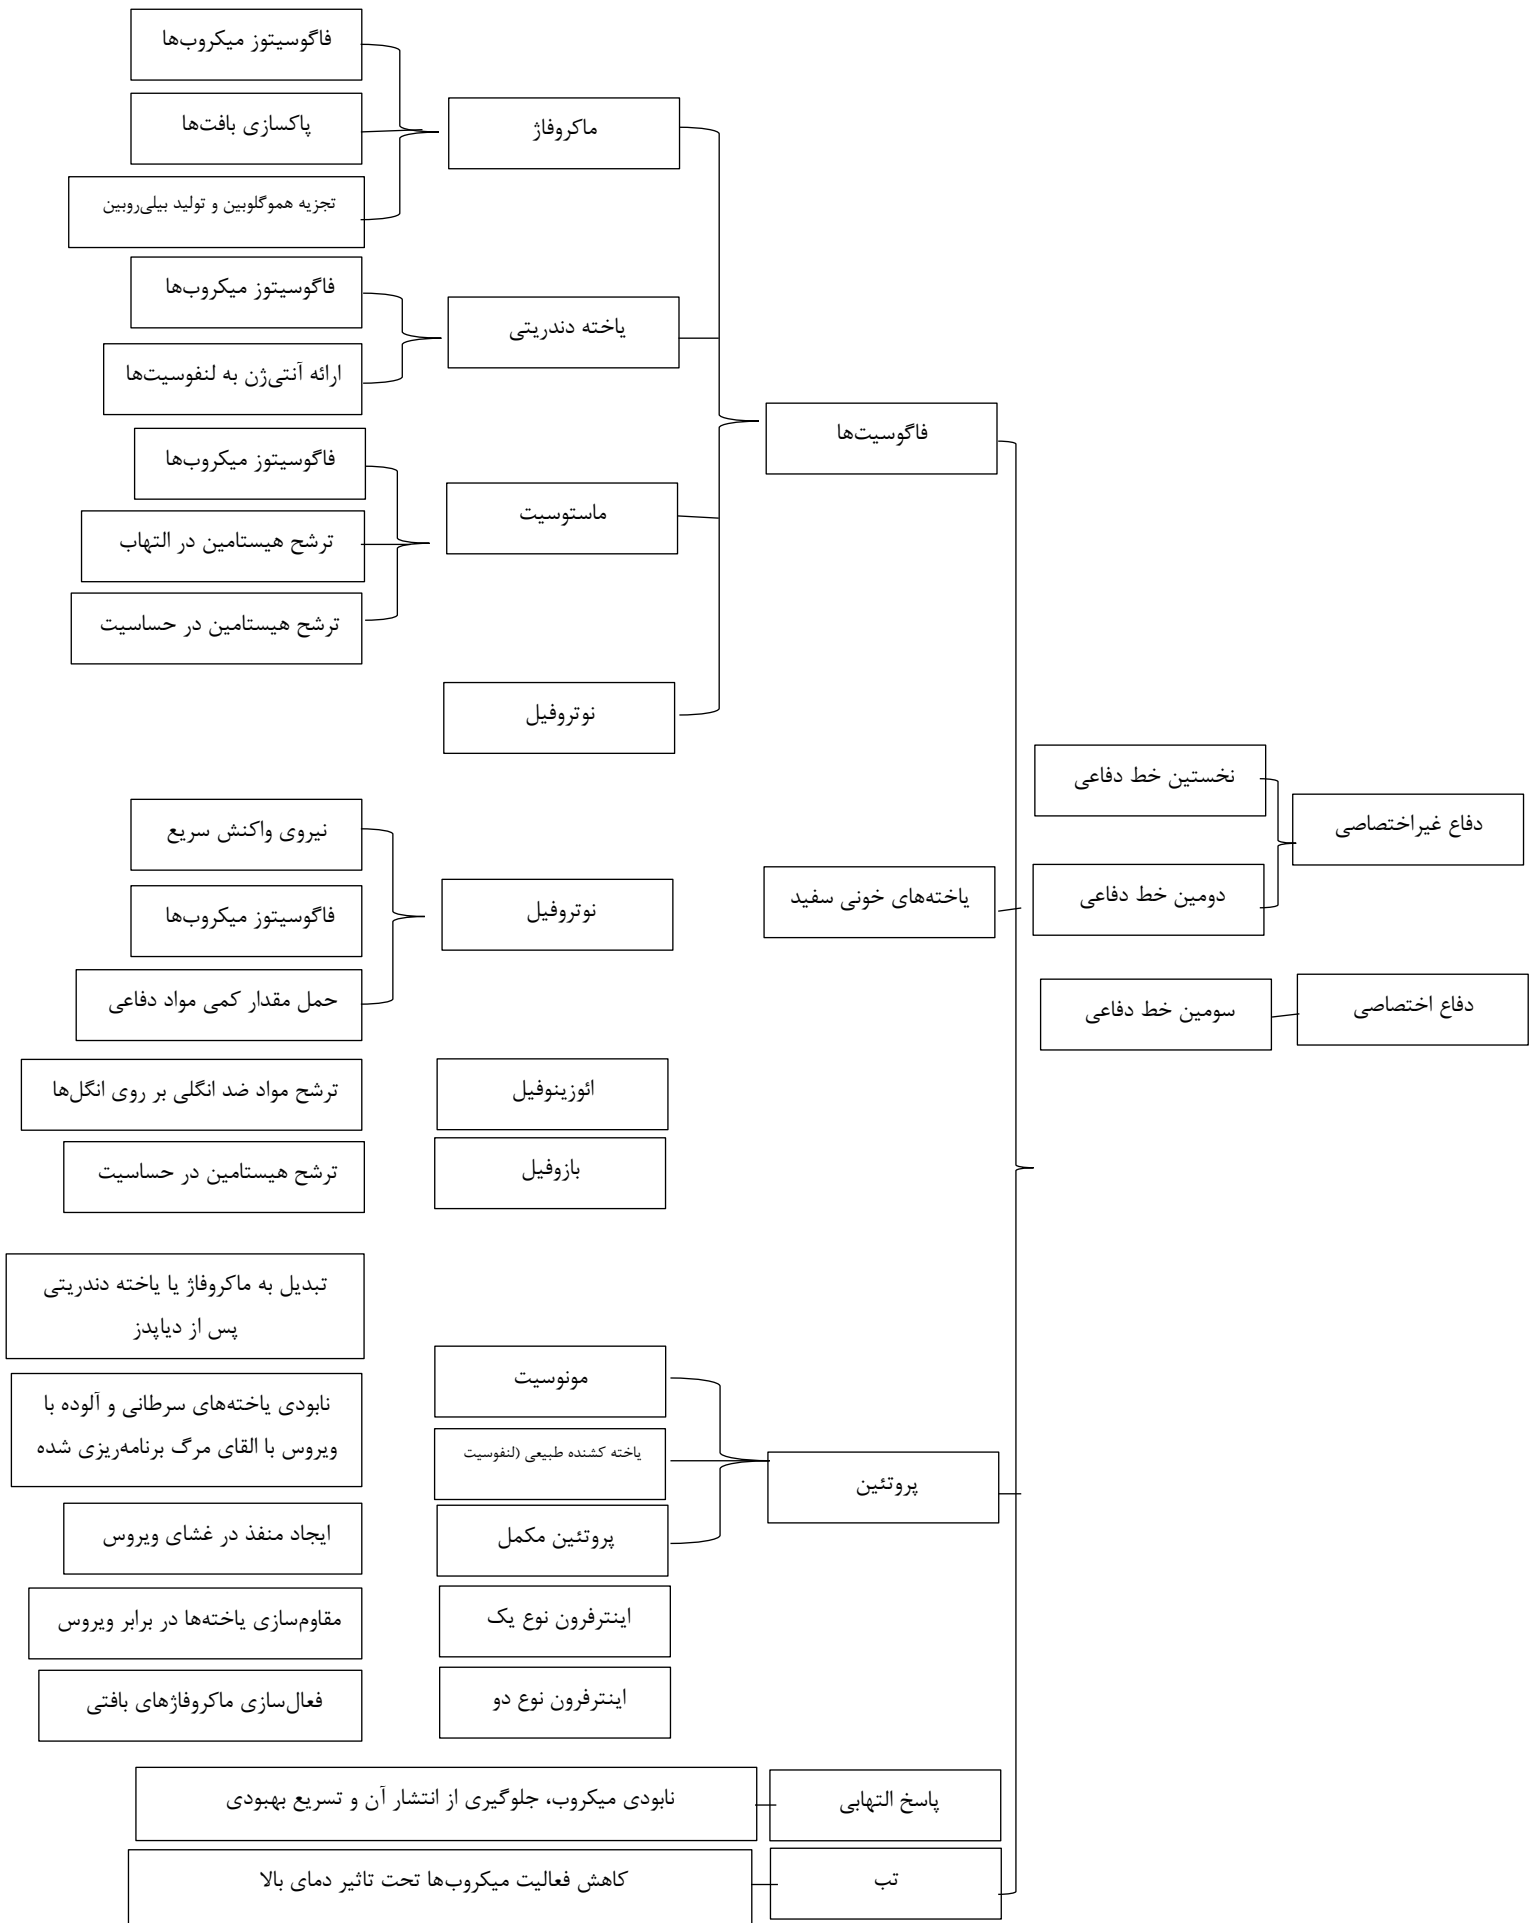 دفاع غیراختصاصی
نخستین خط دفاعی
دومین خط دفاعی
دفاع اختصاصی
سومین خط دفاعی
فاگوسیت‌ها
ماکروفاژ
فاگوسیتوز میکروب‌ها
پاکسازی بافت‌ها
تجزیه هموگلوبین و تولید بیلی‌روبین
یاخته دندریتی
فاگوسیتوز میکروب‌ها
ارائه آنتی‌ژن به لنفوسیت‌ها
ماستوسیت
فاگوسیتوز میکروب‌ها
ترشح هیستامین در التهاب
ترشح هیستامین در حساسیت
نوتروفیل
یاخته‌های خونی سفید
نوتروفیل
نیروی واکنش سریع
فاگوسیتوز میکروب‌ها
حمل مقدار کمی مواد دفاعی
ائوزینوفیل
ترشح مواد ضد انگلی بر روی انگل‌ها
بازوفیل
ترشح هیستامین در حساسیت
مونوسیت
تبدیل به ماکروفاژ یا یاخته دندریتی
پس از دیاپدز
یاخته کشنده طبیعی (لنفوسیت
نابودی یاخته‌های سرطانی و آلوده با
ویروس با القای مرگ برنامه‌ریزی شده
پروتئین
پروتئین مکمل
ایجاد منفذ در غشای ویروس
اینترفرون نوع یک
مقاوم‌سازی یاخته‌ها در برابر ویروس
اینترفرون نوع دو
فعال‌سازی ماکروفاژهای بافتی
پاسخ التهابی
نابودی میکروب، جلوگیری از انتشار آن و تسریع بهبودی
تب
کاهش فعالیت میکروب‌ها تحت تاثیر دمای بالا